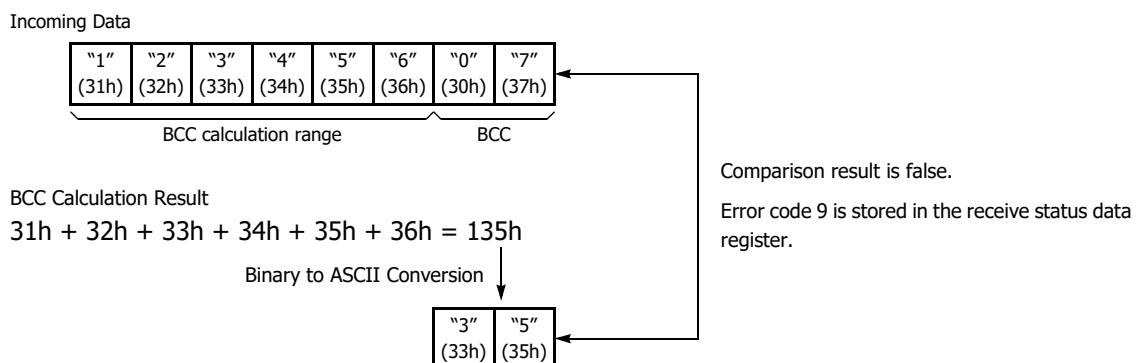 Incoming Data
“1” “2” “3” “4” “5” “6” “0” “7”
(31h) (32h) (33h) (34h) (35h) (36h) (30h) (37h)
BCC calculation range BCC
Comparison result is false.
Error code 9 is stored in the receive status data
register.
BCC Calculation Result
31h + 32h + 33h + 34h + 35h + 36h = 135h
Binary to ASCII Conversion
“3” “5”
(33h) (35h)